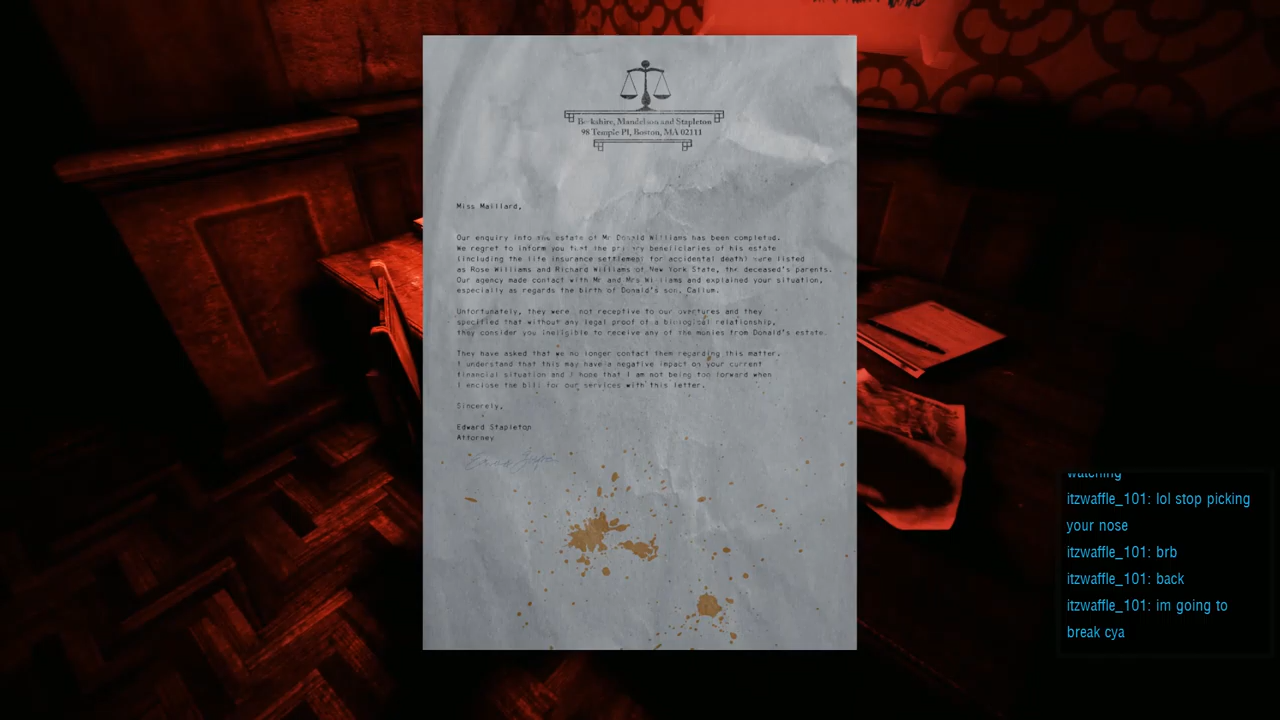 Berkshire, Mandelson and Stapleton
98 Temple Pl, Boston, MA 02111
Miss Maillard,
Our enquiry into the estate of Mr Donald Williams has been completed.
We regret to inform you that the primary beneficiaries of his estate
(including the life insurance settlement for accidental death) were listed
as Rose Williams and Richard Williams of New York State, the deceased's parents.
Our agency made contact with Mr and Mrs Williams and explained your situation,
especially as regards the birth of Donald's son, Callum.
Unfortunately, they were not receptive to our overtures and they
specified that without any legal proof of a biological relationship,
they consider you ineligible to receive any of the monies from Donald's estate.
They have asked that we no longer contact them regarding this matter.
I understand that this may have a negative impact on your current
financial situation and I hope that I am not being too forward when
I enclose the bill for our services with this letter.
Sincerely,
Edward Stapleton
Attorney
watching
itzwaffle_101: lol stop picking
your nose
itzwaffle_101: brb
itzwaffle_101: back
itzwaffle_101: im going to
break cya